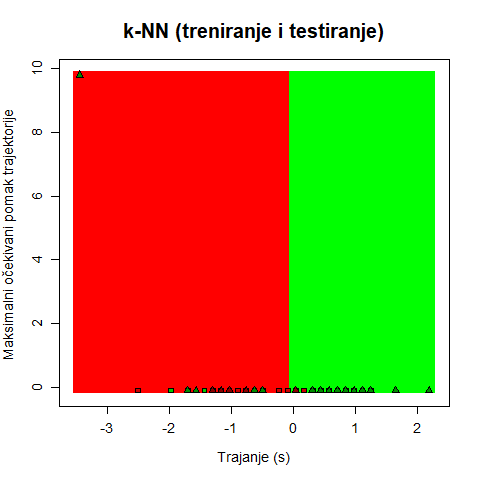 k-NN (treniranje i testiranje)
Maksimalni očekivani pomak trajektorije
10
8
6
4
2
0
-3 -2 -1 0 1 2
Trajanje (s)